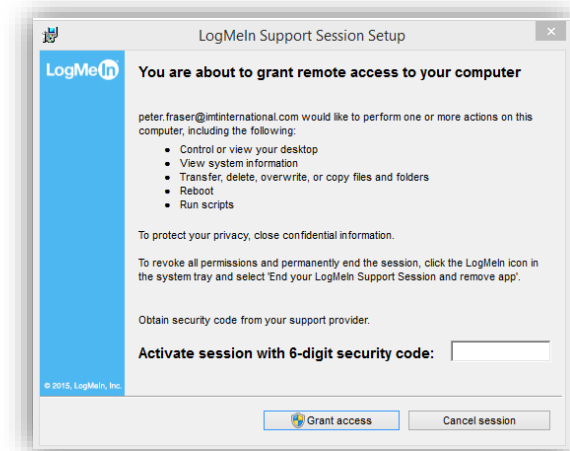 LogMeIn Support Session Setup
LogMeIn
You are about to grant remote access to your computer
peter.fraser@imtinternational.com would like to perform one or more actions on this
computer, including the following:
• Control or view your desktop
• View system information
• Transfer, delete, overwrite, or copy files and folders
• Reboot
• Run scripts
To protect your privacy, close confidential information.
To revoke all permissions and permanently end the session, click the LogMeIn icon in
the system tray and select 'End your LogMeIn Support Session and remove app'.
Obtain security code from your support provider.
Activate session with 6-digit security code:
© 2015, LogMeIn, Inc.
Grant access
Cancel session